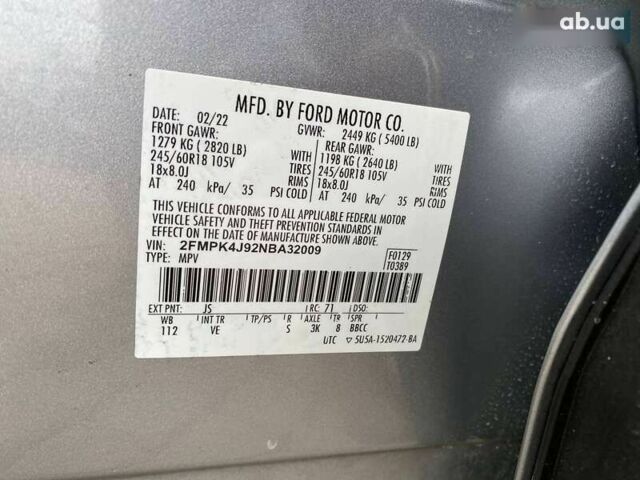 ab.ua
MFD. BY FORD MOTOR CO.
DATE: 02/22 GVWR: 2449 KG ( 5400 LB)
FRONT GAWR: REAR GAWR:
1279 KG ( 2820 LB) WITH 1198 KG ( 2640 LB) WITH
245/60R18 105V TIRES 245/60R18 105V TIRES
18x8.0J RIMS 18x8.0J RIMS
AT 240 kPa/ 35 PSI COLD AT 240 kPa/ 35 PSI COLD
THIS VEHICLE CONFORMS TO ALL APPLICABLE FEDERAL MOTOR
VEHICLE SAFETY AND THEFT PREVENTION STANDARDS IN
EFFECT ON THE DATE OF MANUFACTURE SHOWN ABOVE.
VIN: 2FMPK4J92NBA32009 F0129
TYPE: MPV T0389
EXT PNT: JS RC: 71 DSO:
WB INT TR TP/PS R AXLE TR SPR
112 VE S 3K 8 BBCC
UTC ▽ 5U5A-1520472-BA